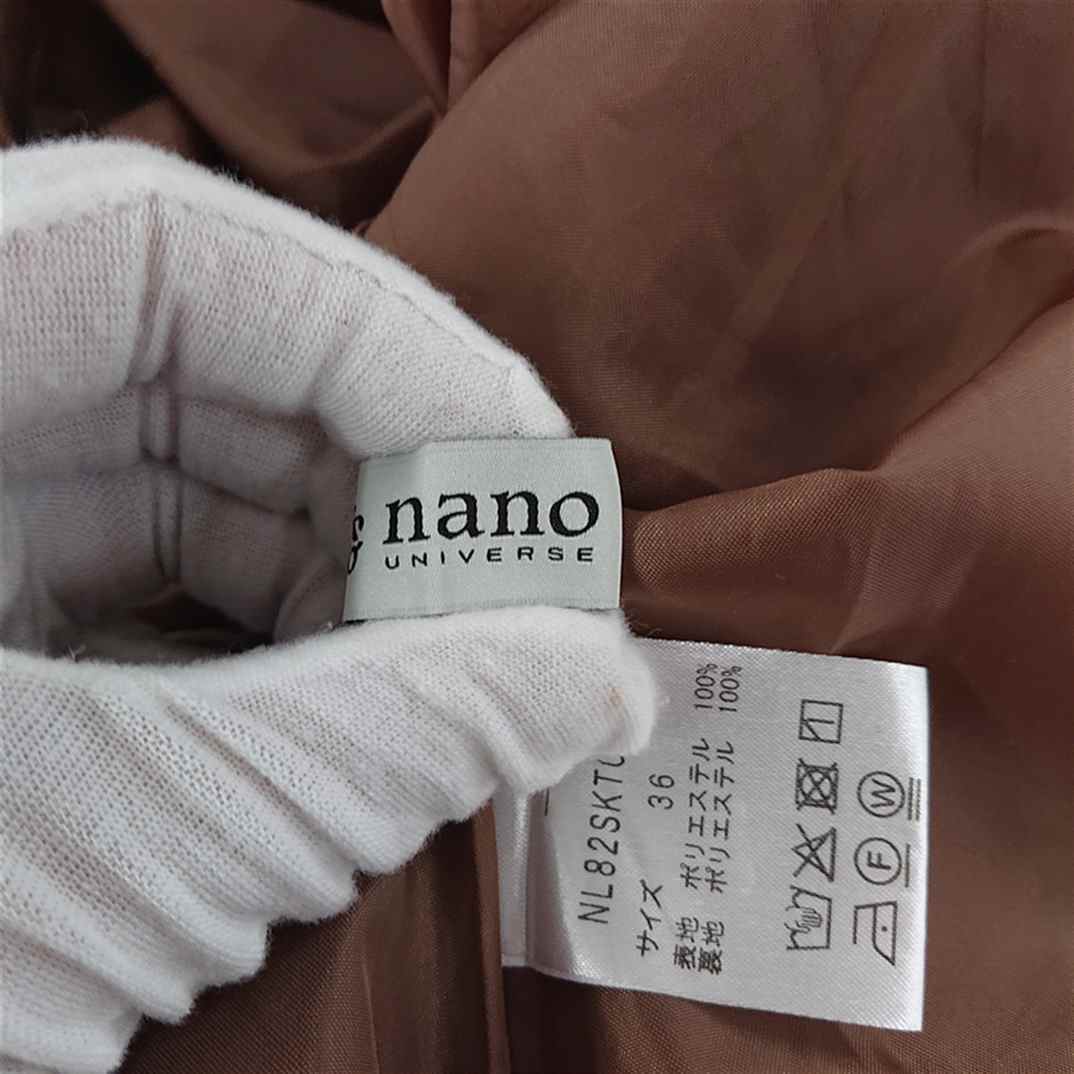 & nano
UNIVERSE
NL82SKT
サイズ 36
表地 ポリエステル 100%
裏地 ポリエステル 100%
F W